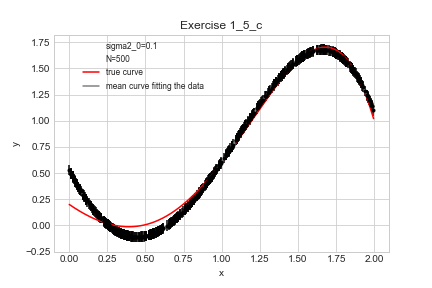 Exercise 1_5_c
sigma2_0=0.1
N=500
true curve
mean curve fitting the data
y
1.75
1.50
1.25
1.00
0.75
0.50
0.25
0.00
−0.25
0.00 0.25 0.50 0.75 1.00 1.25 1.50 1.75 2.00
x